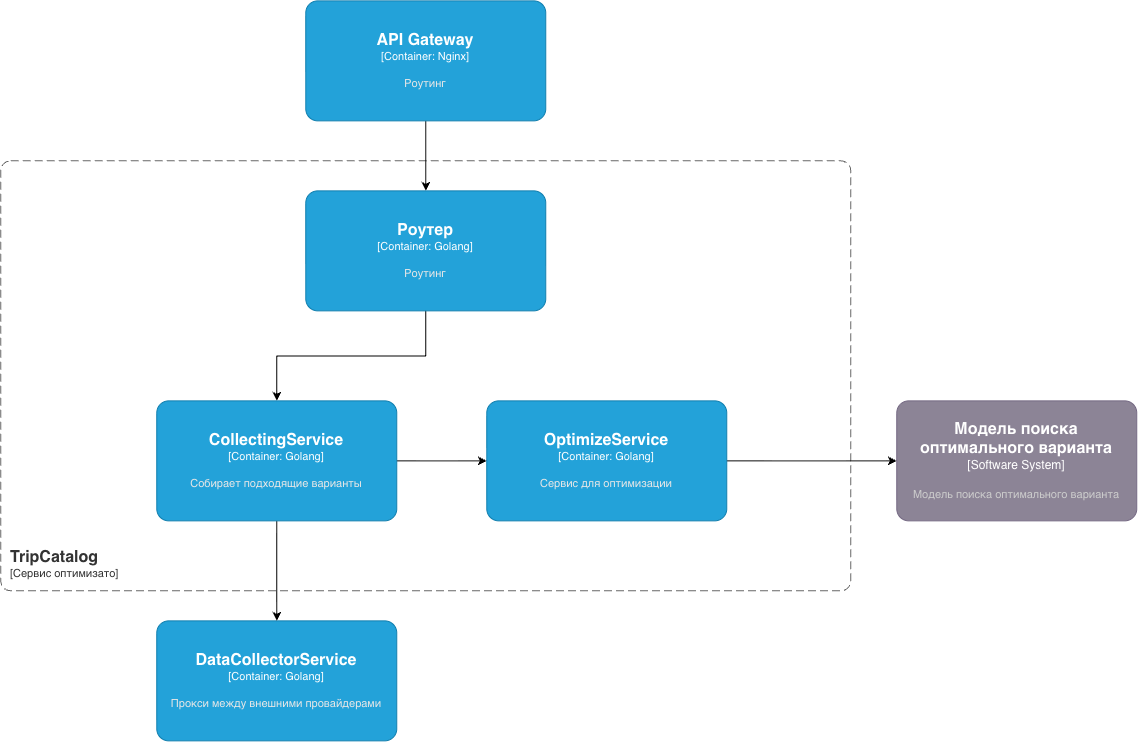 API Gateway
[Container: Nginx]
Роутинг
Роутер
[Container: Golang]
Роутинг
CollectingService
[Container: Golang]
Собирает подходящие варианты
OptimizeService
[Container: Golang]
Сервис для оптимизации
Модель поиска
оптимального варианта
[Software System]
Модель поиска оптимального варианта
TripCatalog
[Сервис оптимизато]
DataCollectorService
[Container: Golang]
Прокси между внешними провайдерами